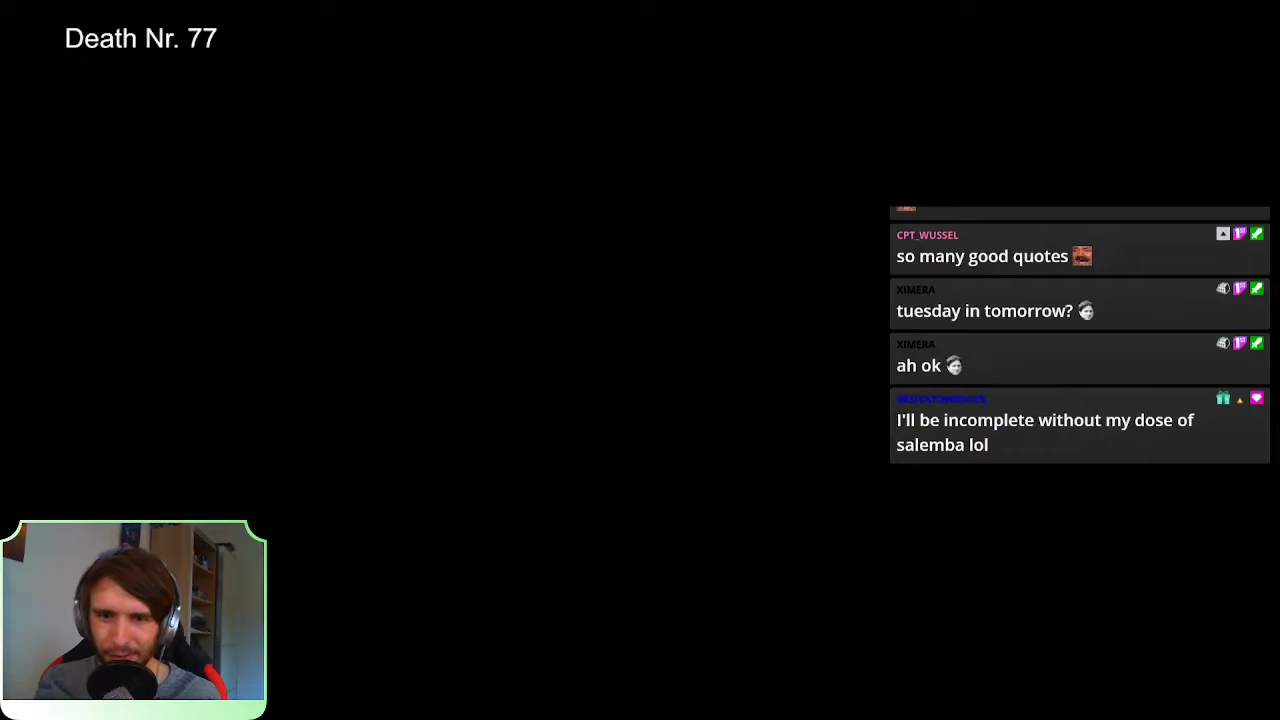 Death Nr. 77
CPT_WUSSEL
so many good quotes
XIMERA
tuesday in tomorrow?
XIMERA
ah ok
I'll be incomplete without my dose of
salemba lol